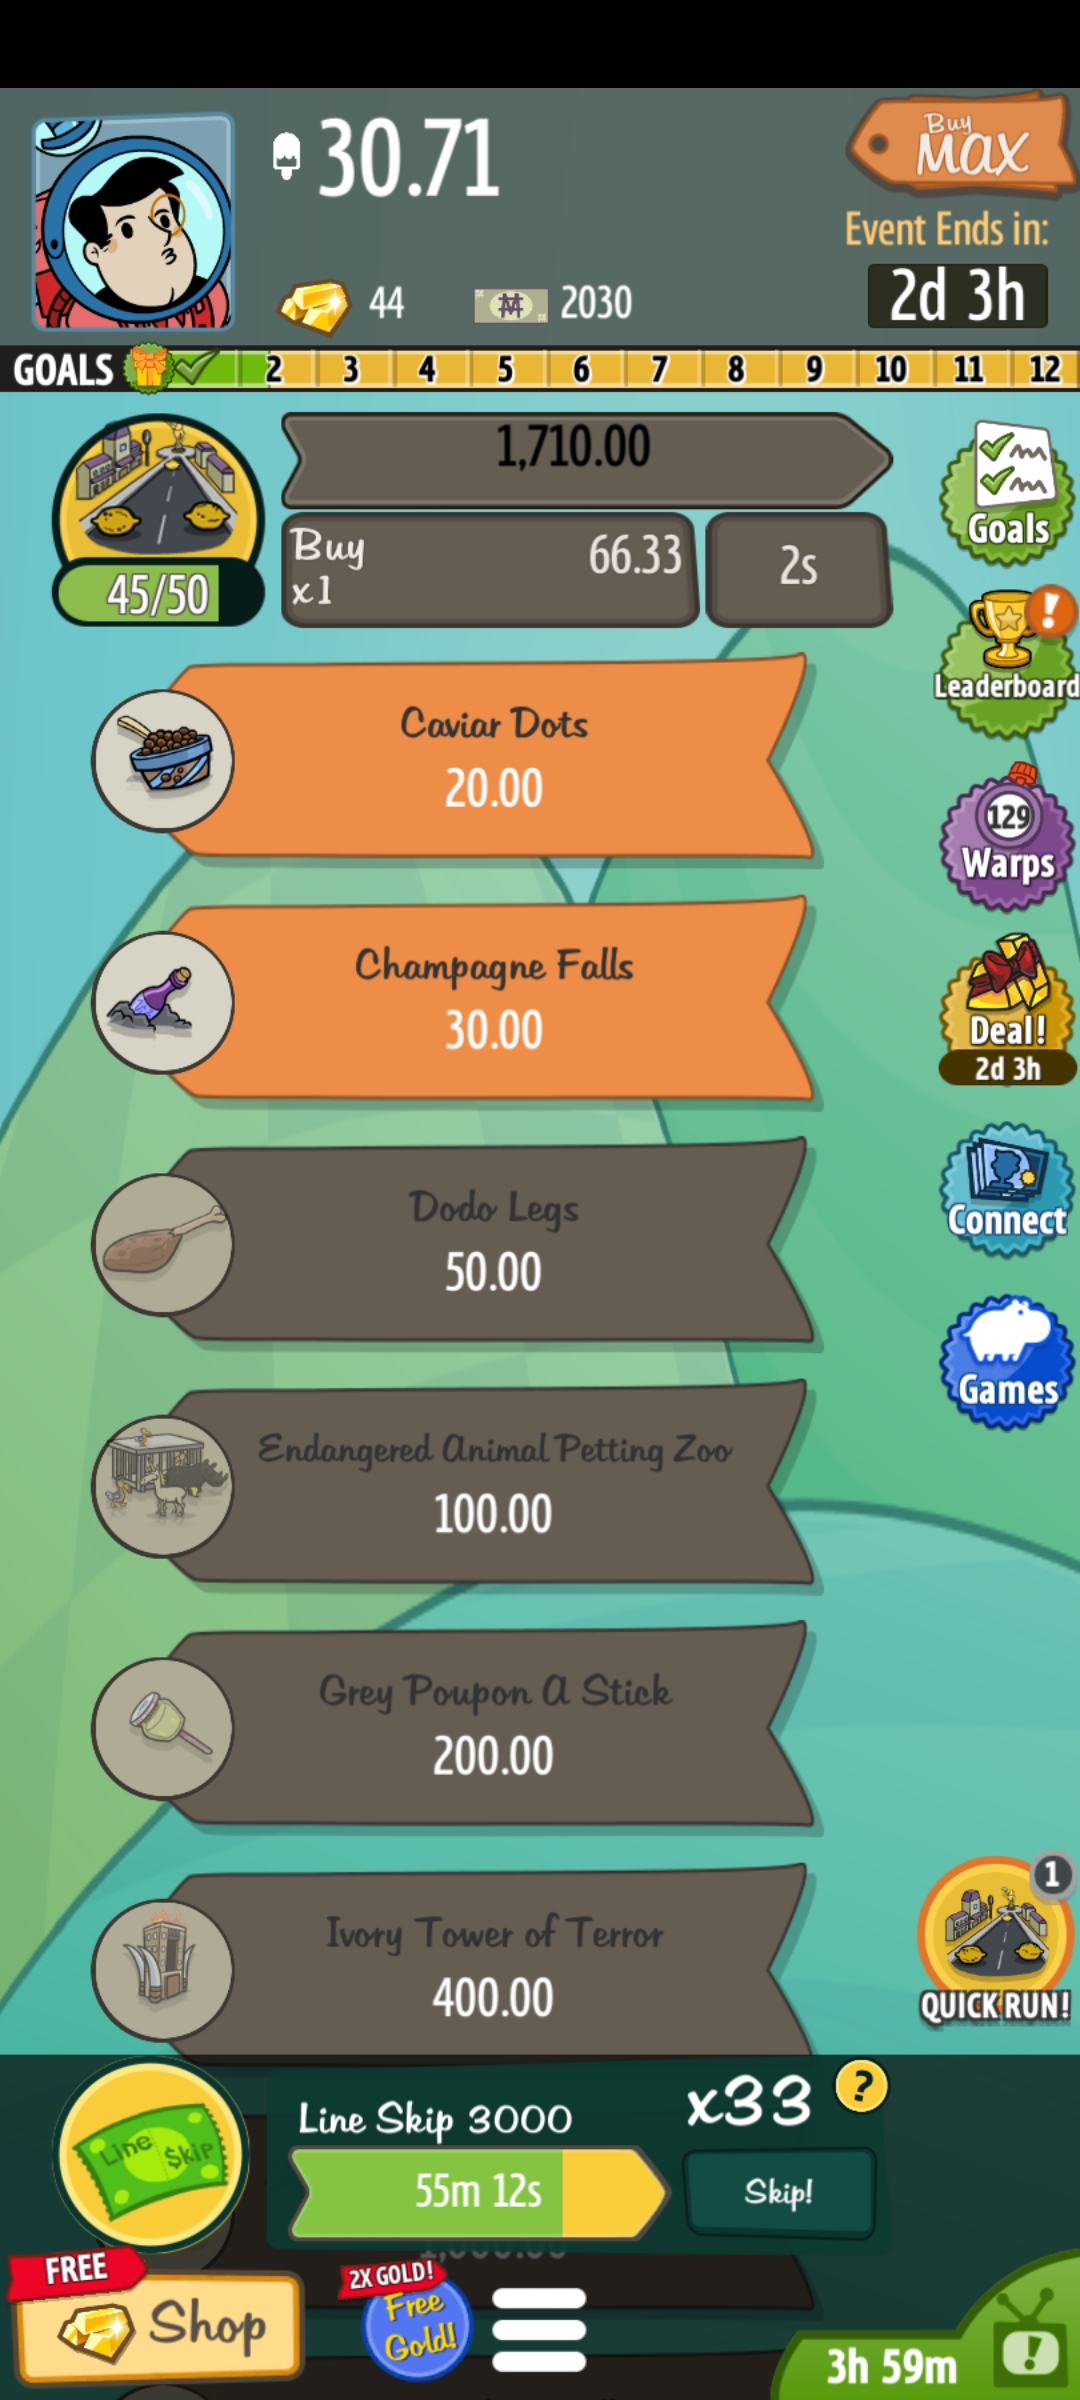 30.71
Buy
MAX
Event Ends in:
44
2030
2d 3h
GOALS 2 3 4 5 6 7 8 9 10 11 12
1,710.00
Buy
x1
66.33
2s
45/50
Goals
!
Leaderboard
Caviar Dots
20.00
129
Warps
Champagne Falls
30.00
Deal!
2d 3h
Dodo Legs
50.00
Connect
Games
Endangered Animal Petting Zoo
100.00
Grey Poupon A Stick
200.00
Ivory Tower of Terror
400.00
1
QUICK RUN!
Line $kip
Line Skip 3000
x33
?
55m 12s
Skip!
FREE
Shop
2X GOLD!
Free
Gold!
3h 59m
!